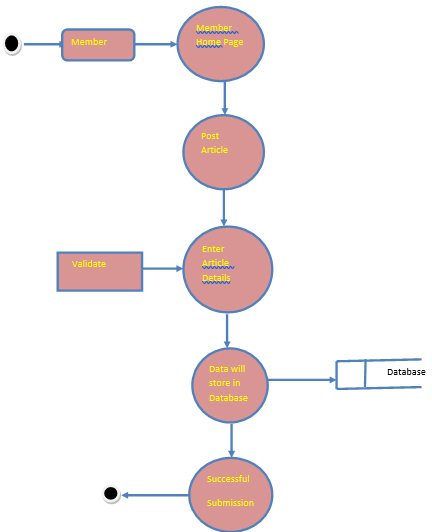 Member
Member
Home Page
Post
Article
Enter
Article
Details
Validate
Data will
store in
Database
Database
Successful
Submission